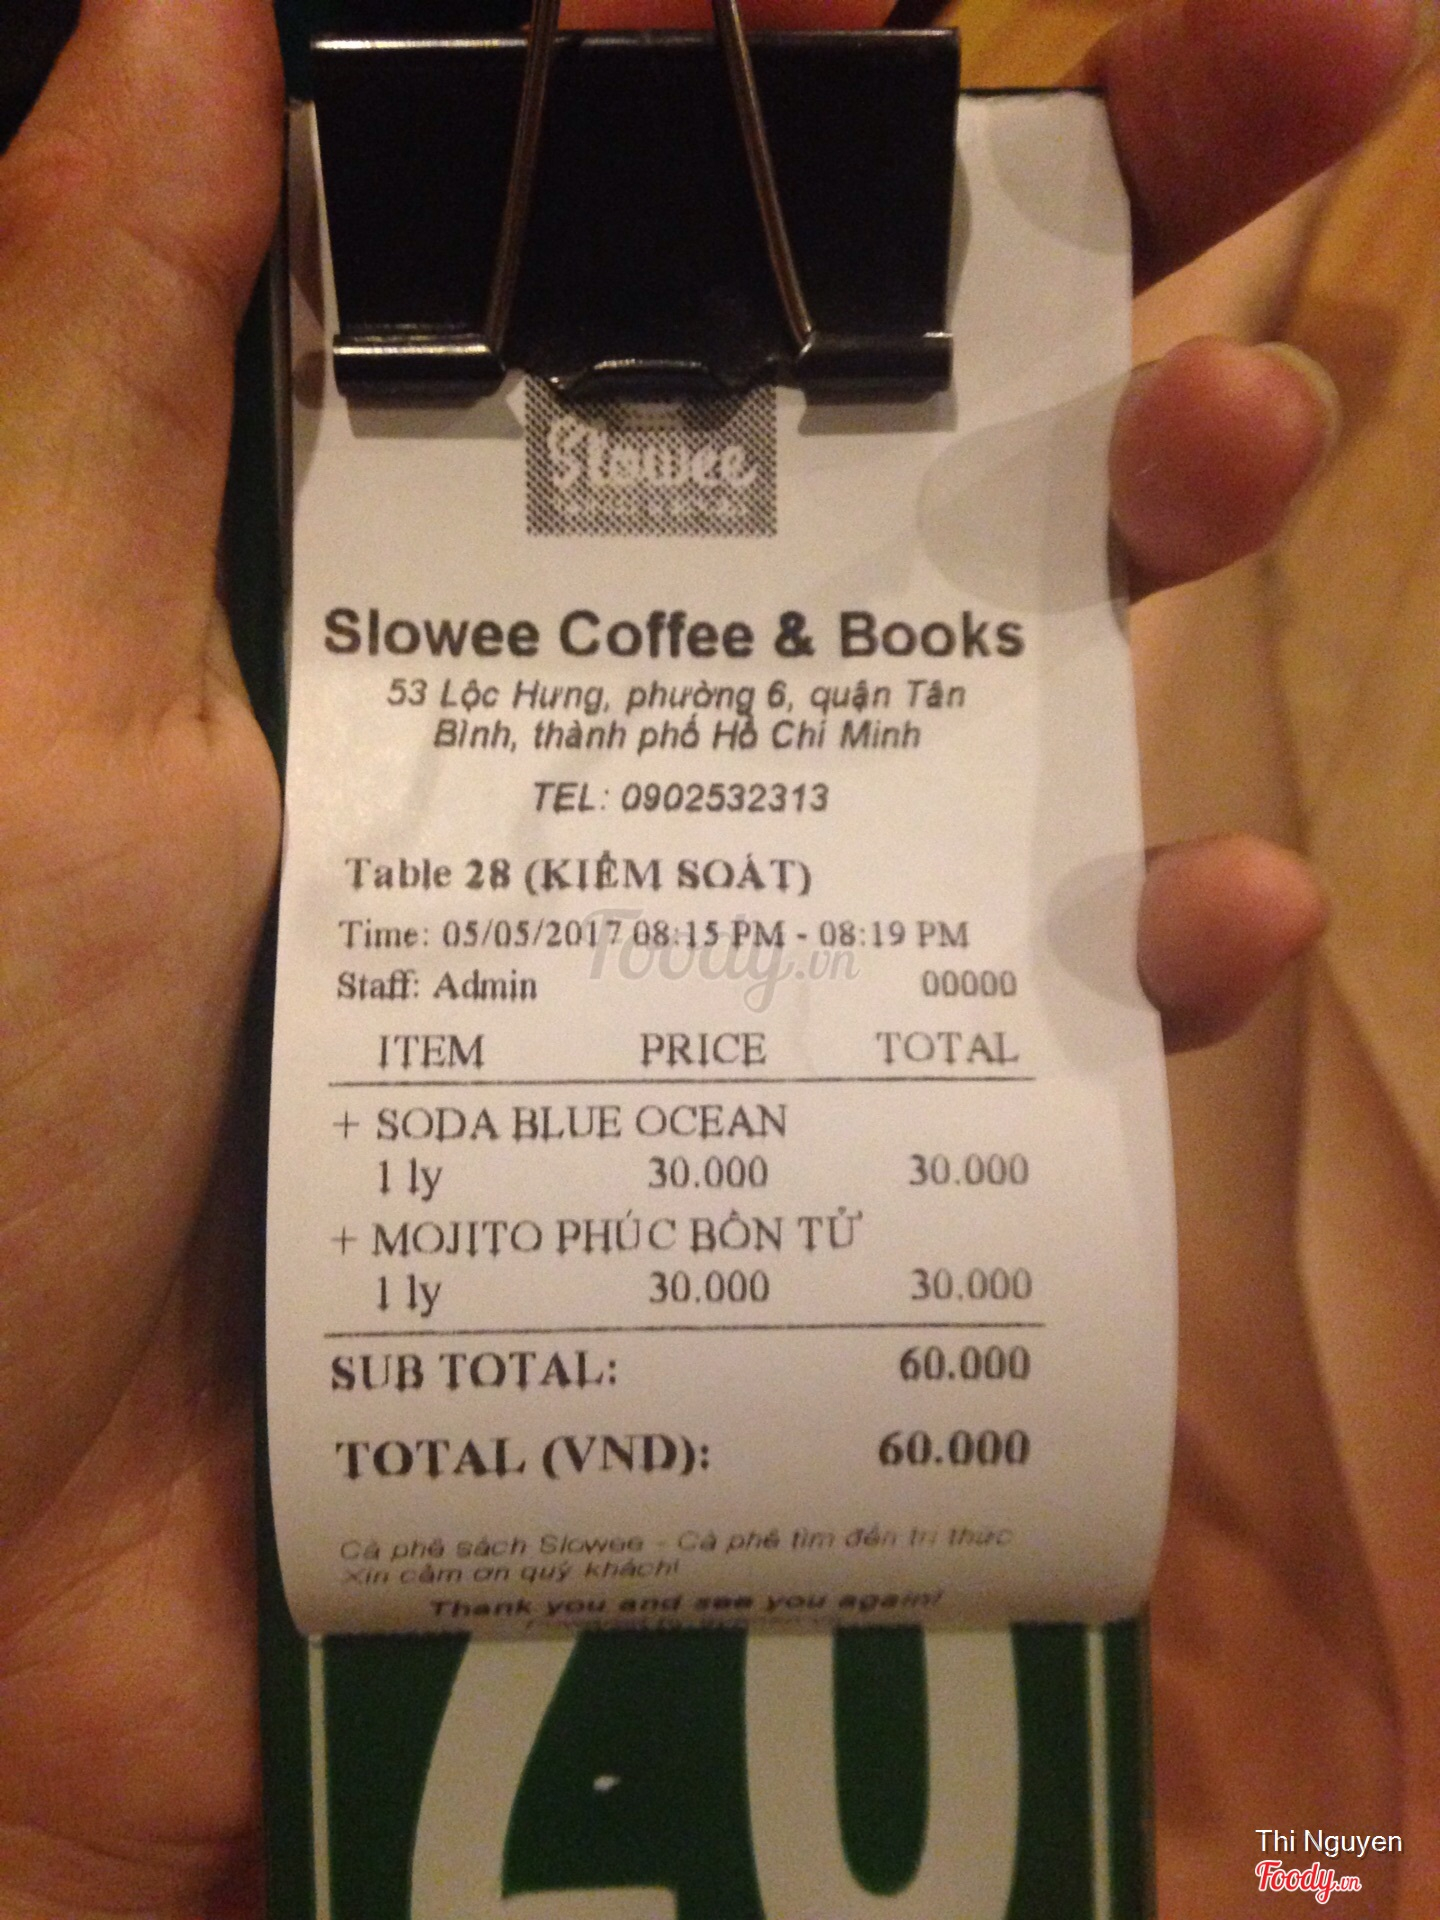 Slowee
Slowee Coffee & Books
53 Lộc Hưng, phường 6, quận Tân
Bình, thành phố Hồ Chí Minh
TEL: 0902532313
Table 28 (KIỂM SOÁT)
Time: 05/05/2017 08:15 PM - 08:19 PM
Foody.vn
Staff: Admin 00000
ITEM PRICE TOTAL
+ SODA BLUE OCEAN
1 ly 30.000 30.000
+ MOJITO PHÚC BỒN TỬ
1 ly 30.000 30.000
SUB TOTAL: 60.000
TOTAL (VND): 60.000
Cà phê sách Slowee - Cà phê tìm đến tri thức
Xin cảm ơn quý khách!
Thank you and see you again!
Thi Nguyen
Foody.vn